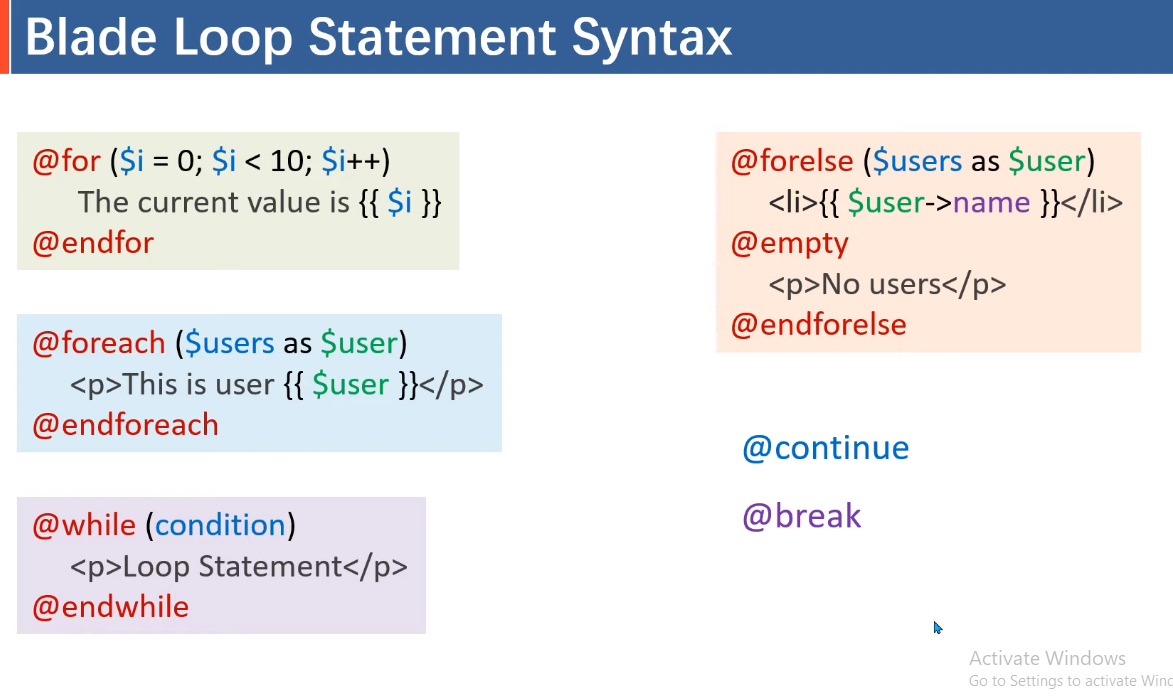 Blade Loop Statement Syntax
@for ($i = 0; $i < 10; $i++)
The current value is {{ $i }}
@endfor
@foreach ($users as $user)
<p>This is user {{ $user }}</p>
@endforeach
@while (condition)
<p>Loop Statement</p>
@endwhile
@forelse ($users as $user)
<li>{{ $user->name }}</li>
@empty
<p>No users</p>
@endforelse
@continue
@break
Activate Windows
Go to Settings to activate